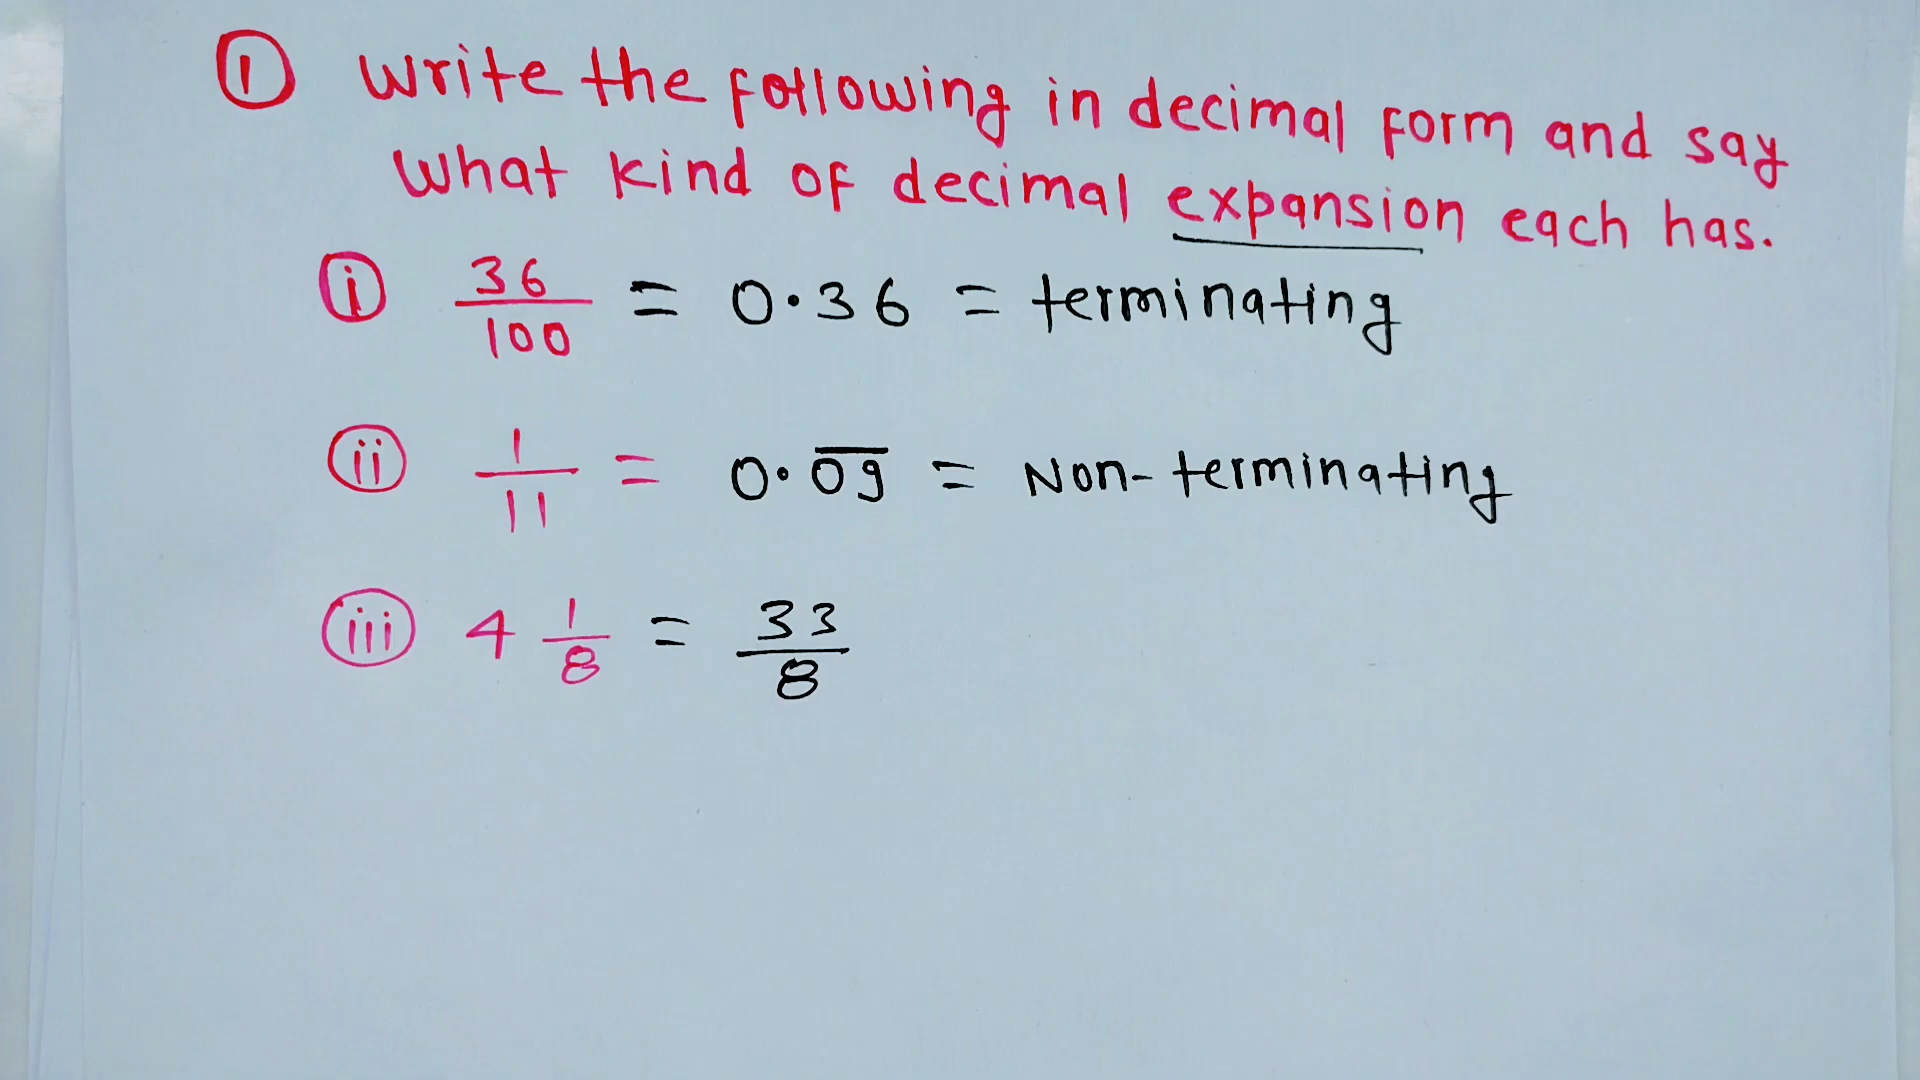 ① Write the following in decimal form and say
what kind of decimal expansion each has.
ⓘ 36/100 = 0.36 = terminating
(ii) 1/11 = 0.0̅9̅ = Non-terminating
(iii) 4 1/8 = 33/8